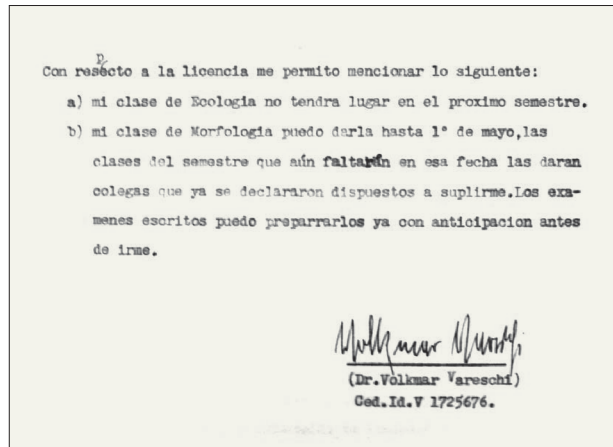 Con respecto a la licencia me permito mencionar lo siguiente:
a) mi clase de Ecologia no tendra lugar en el proximo semestre.
b) mi clase de Morfologia puedo darla hasta 1° de mayo,las
clases del semestre que aún faltarán en esa fecha las daran
colegas que ya se declararon dispuestos a suplirme.Los exa-
menes escritos puedo preparrarlos ya con anticipacion antes
de irme.
Volkmar Vareschi
(Dr.Volkmar Vareschi)
Ced.Id.V 1725676.